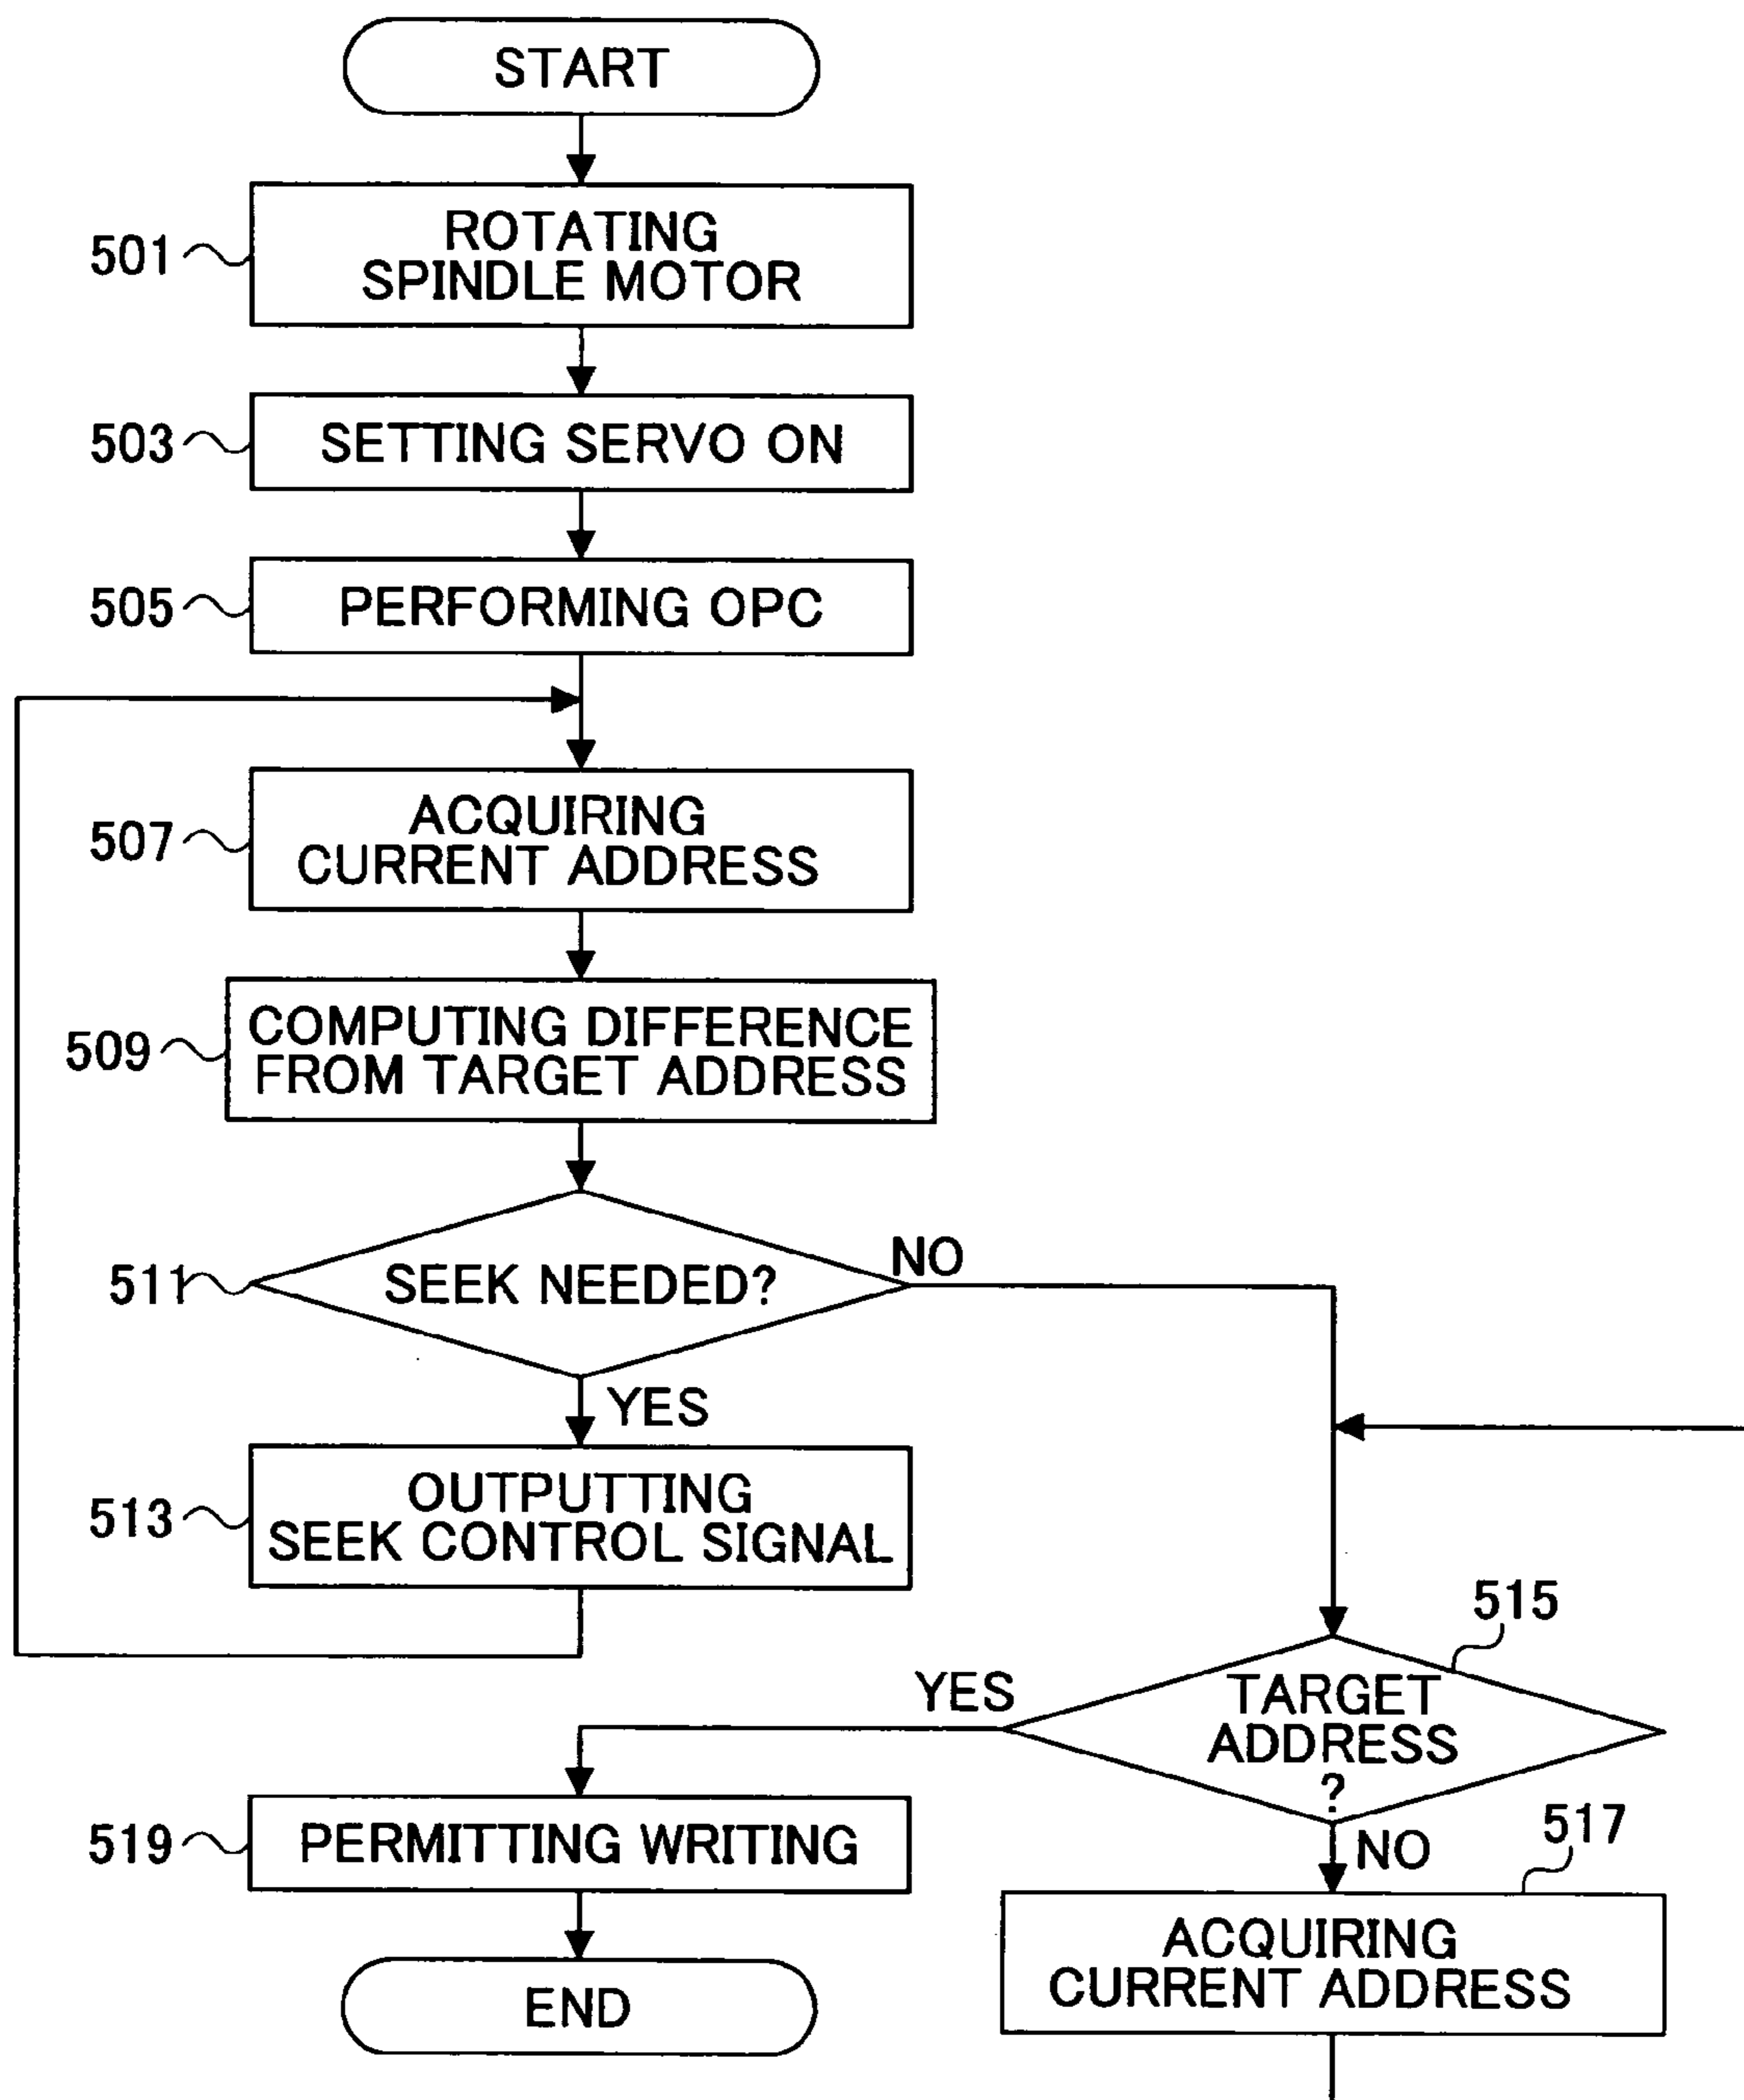 START
501
ROTATING
SPINDLE MOTOR
503
SETTING SERVO ON
505
PERFORMING OPC
507
ACQUIRING
CURRENT ADDRESS
509
COMPUTING DIFFERENCE
FROM TARGET ADDRESS
511
SEEK NEEDED?
NO
YES
513
OUTPUTTING
SEEK CONTROL SIGNAL
515
TARGET
ADDRESS
?
YES
NO
517
ACQUIRING
CURRENT ADDRESS
519
PERMITTING WRITING
END